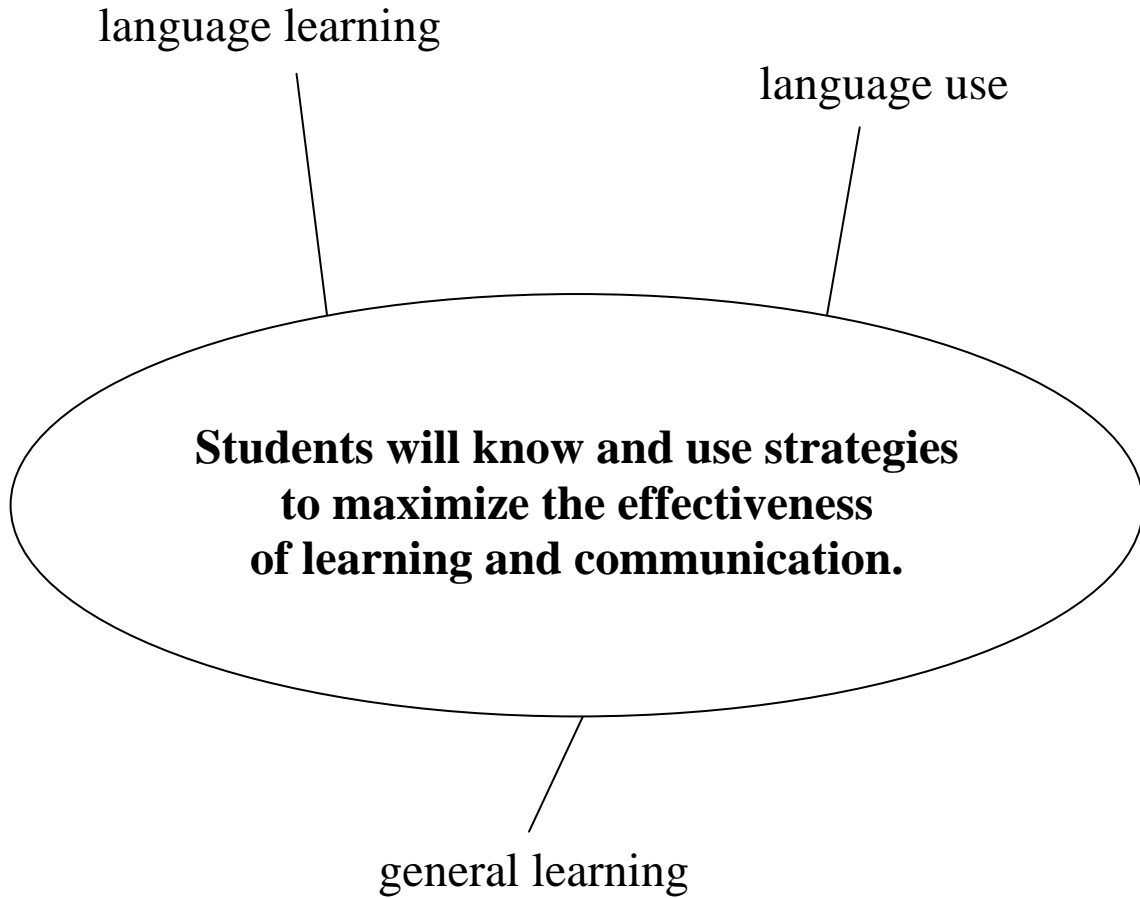 language learning
language use
Students will know and use strategies
to maximize the effectiveness
of learning and communication.
general learning